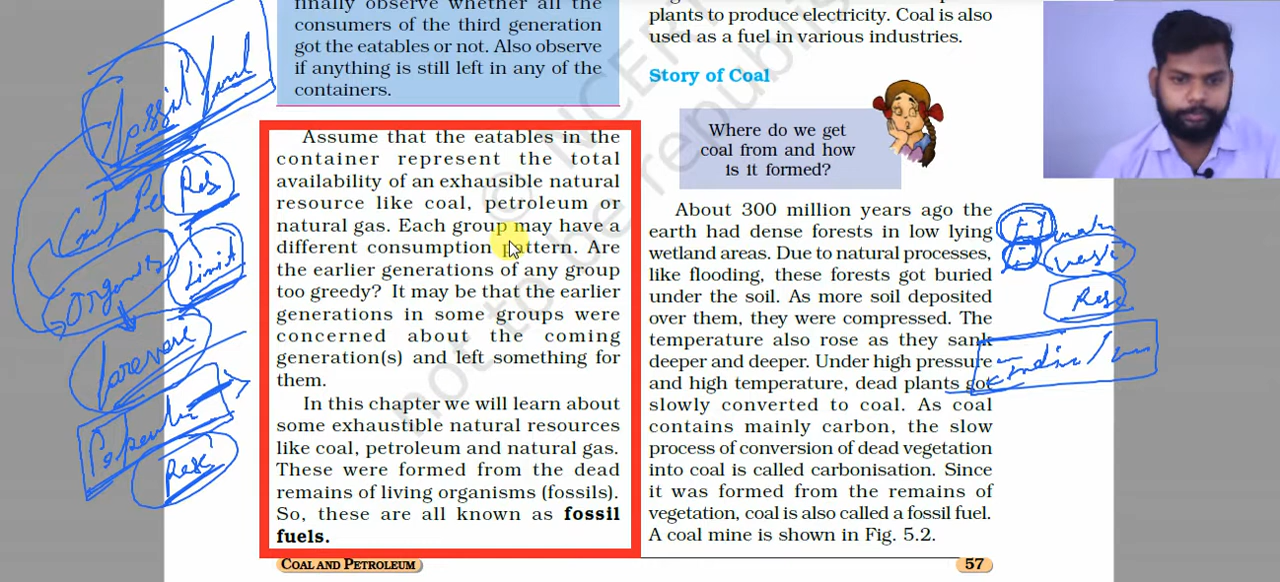 finally observe whether all the
consumers of the third generation
got the eatables or not. Also observe
if anything is still left in any of the
containers.
Assume that the eatables in the
container represent the total
availability of an exhausible natural
resource like coal, petroleum or
natural gas. Each group may have a
different consumption pattern. Are
the earlier generations of any group
too greedy? It may be that the earlier
generations in some groups were
concerned about the coming
generation(s) and left something for
them.
In this chapter we will learn about
some exhaustible natural resources
like coal, petroleum and natural gas.
These were formed from the dead
remains of living organisms (fossils).
So, these are all known as fossil
fuels.
COAL AND PETROLEUM
plants to produce electricity. Coal is also
used as a fuel in various industries.
Story of Coal
Where do we get
coal from and how
is it formed?
About 300 million years ago the
earth had dense forests in low lying
wetland areas. Due to natural processes,
like flooding, these forests got buried
under the soil. As more soil deposited
over them, they were compressed. The
temperature also rose as they sank
deeper and deeper. Under high pressure
and high temperature, dead plants got
slowly converted to coal. As coal
contains mainly carbon, the slow
process of conversion of dead vegetation
into coal is called carbonisation. Since
it was formed from the remains of
vegetation, coal is also called a fossil fuel.
A coal mine is shown in Fig. 5.2.
57
© NCERT
not to be republished
Fossil fuel
Res
Organis
Limit
Rese